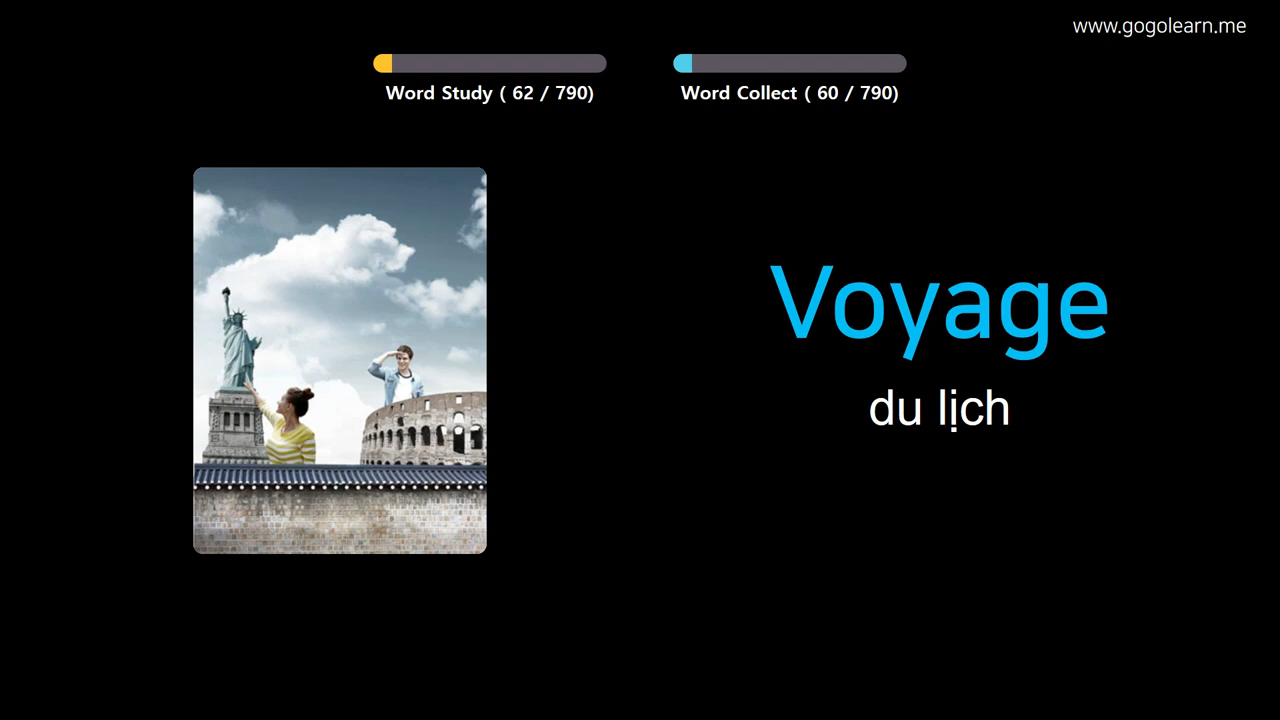 www.gogolearn.me
Word Study ( 62 / 790)
Word Collect ( 60 / 790)
Voyage
du lịch